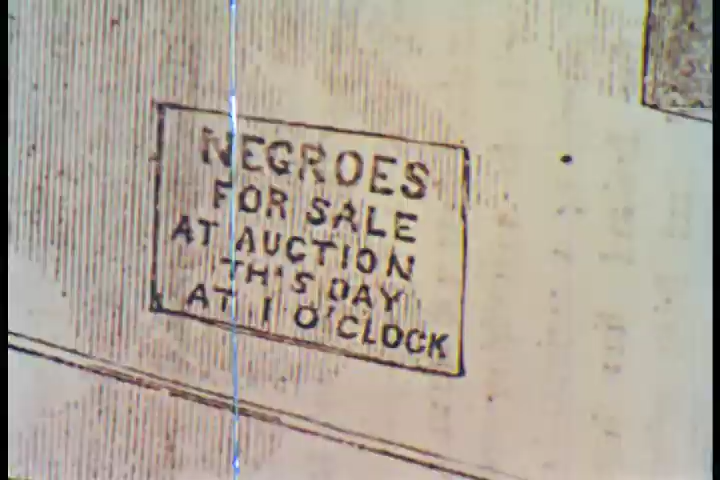 NEGROES
FOR SALE
AT AUCTION
THIS DAY
AT 1 O'CLOCK